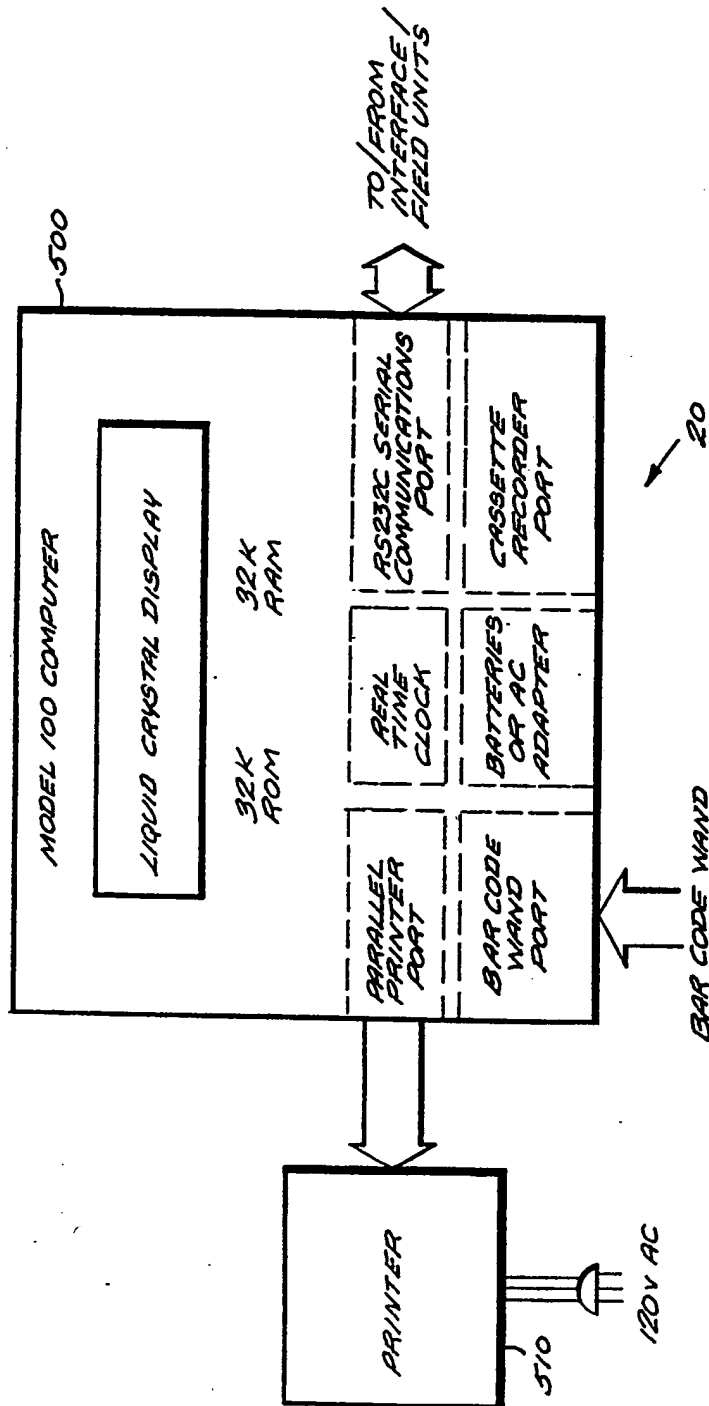 MODEL 100 COMPUTER
500
LIQUID CRYSTAL DISPLAY
32K
ROM
32K
RAM
PARALLEL
PRINTER
PORT
REAL
TIME
CLOCK
RS232C SERIAL
COMMUNICATIONS
PORT
BAR CODE
WAND
PORT
BATTERIES
OR AC
ADAPTER
CASSETTE
RECORDER
PORT
TO/FROM
INTERFACE/
FIELD UNITS
PRINTER
510
120V AC
BAR CODE WAND
20